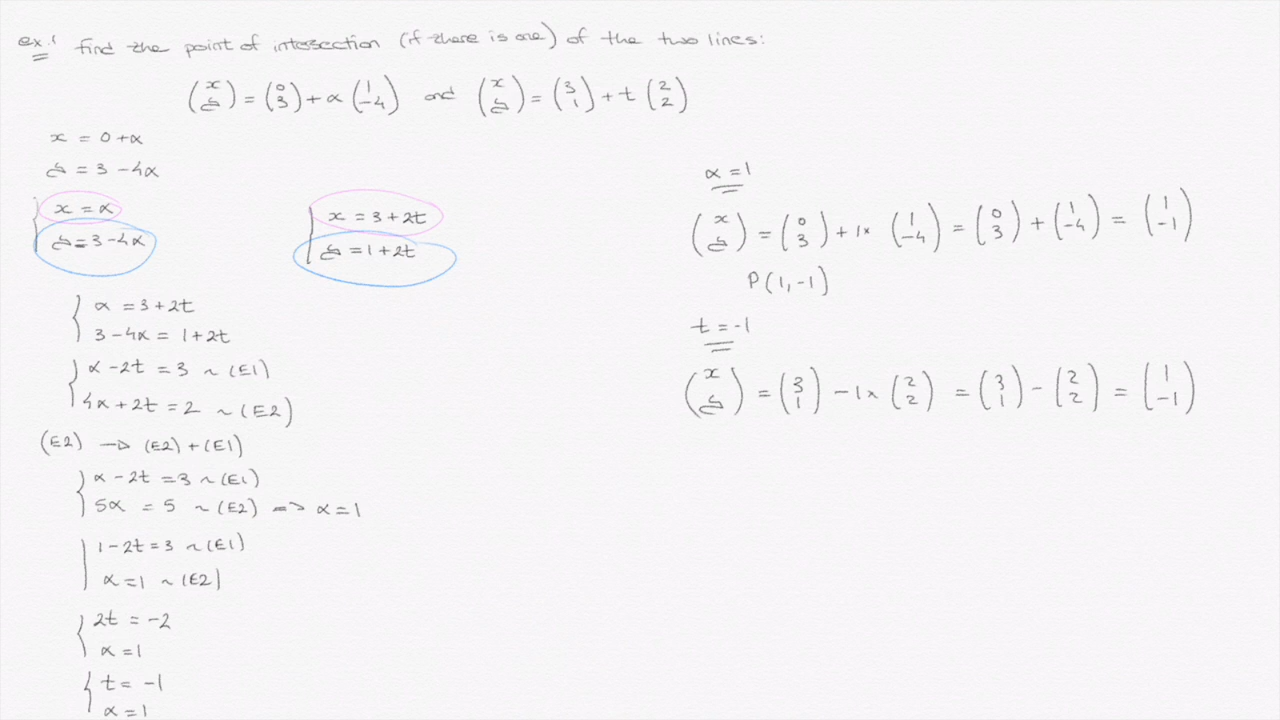 ex: find the point of intesection (if there is one) of the two lines:
(x y) = (0 3) + α (1 -4) and (x y) = (3 1) + t (2 2)
x = 0 + α
y = 3 - 4α
x = α
y = 3 - 4α
x = 3 + 2t
y = 1 + 2t
α = 3 + 2t
3 - 4α = 1 + 2t
α - 2t = 3 ~ (E1)
4α + 2t = 2 ~ (E2)
(E2) → (E2) + (E1)
α - 2t = 3 ~ (E1)
5α = 5 ~ (E2) => α = 1
1 - 2t = 3 ~ (E1)
α = 1 ~ (E2)
2t = -2
α = 1
t = -1
α = 1
α = 1
(x y) = (0 3) + 1× (1 -4) = (0 3) + (1 -4) = (1 -1)
P(1, -1)
t = -1
(x y) = (3 1) - 1× (2 2) = (3 1) - (2 2) = (1 -1)